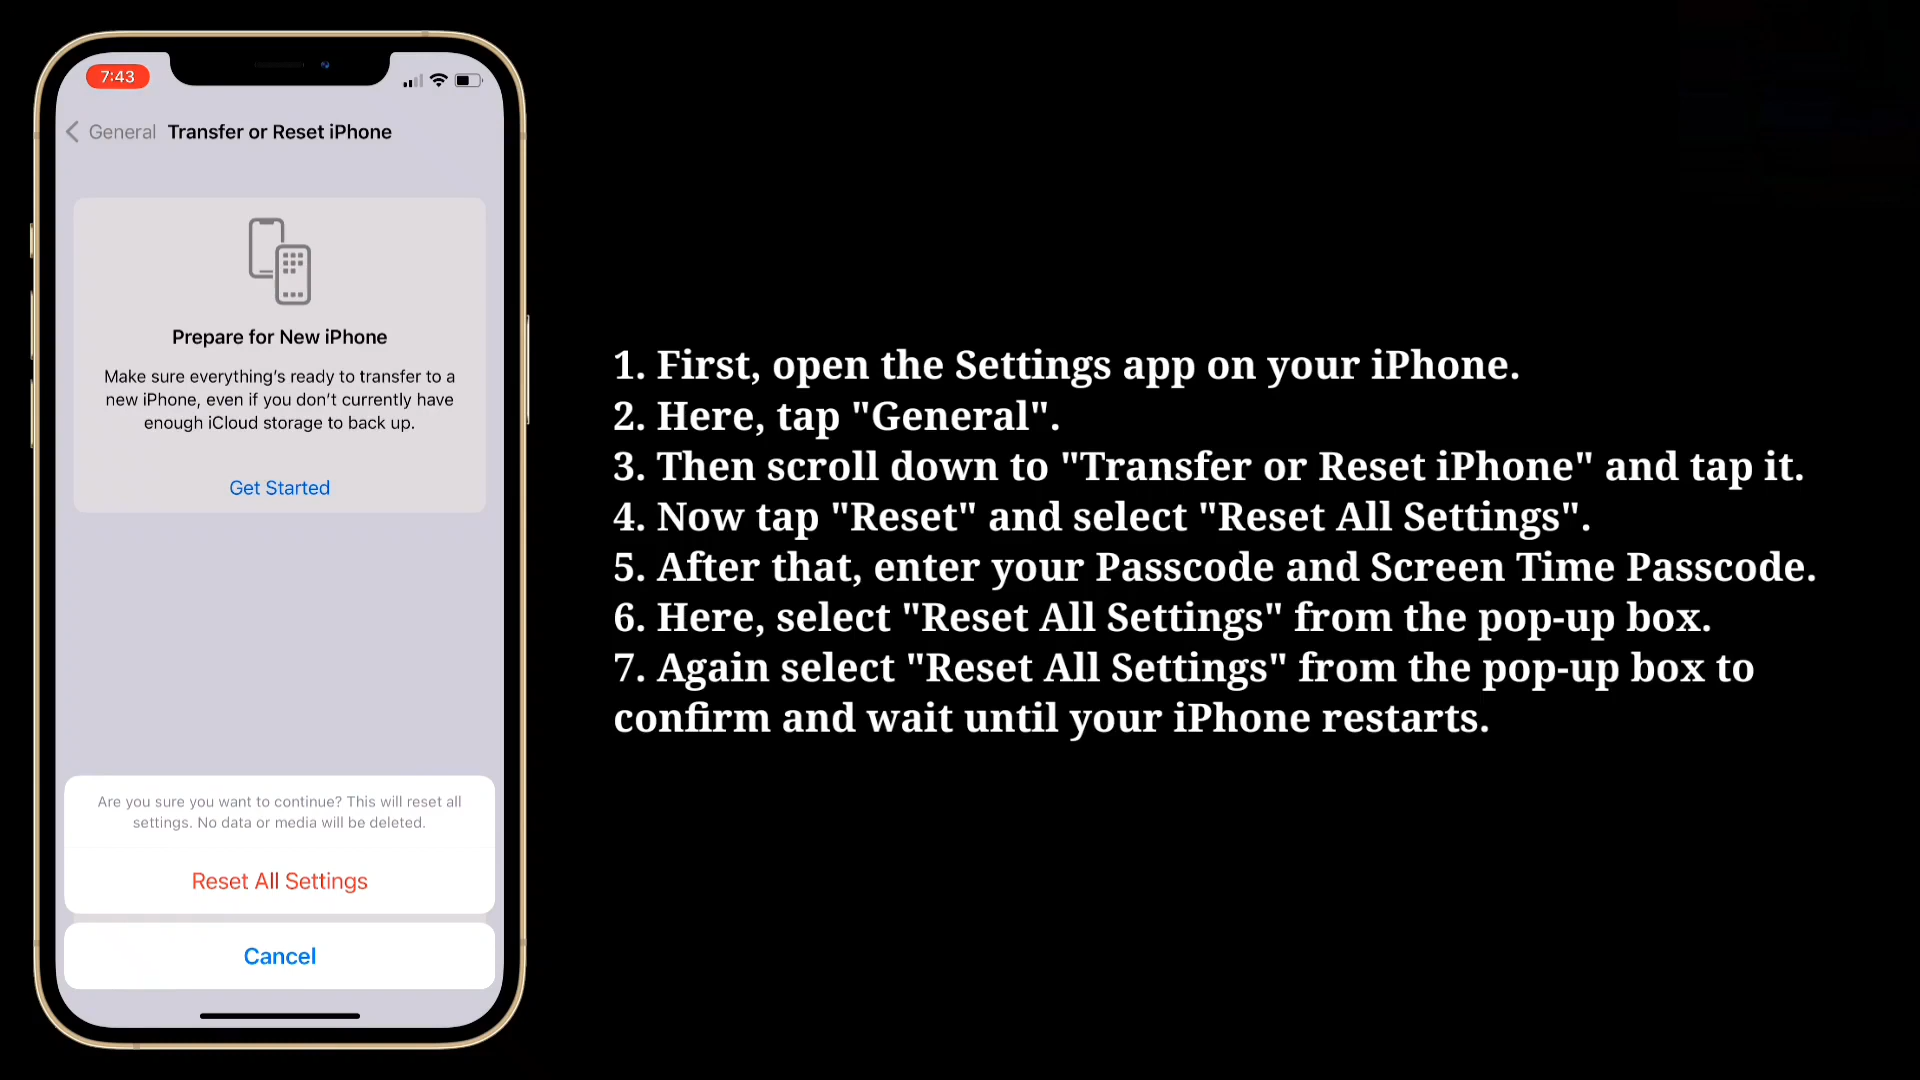 7:43
General Transfer or Reset iPhone
Prepare for New iPhone
Make sure everything's ready to transfer to a
new iPhone, even if you don't currently have
enough iCloud storage to back up.
Get Started
Are you sure you want to continue? This will reset all
settings. No data or media will be deleted.
Reset All Settings
Cancel
1. First, open the Settings app on your iPhone.
2. Here, tap "General".
3. Then scroll down to "Transfer or Reset iPhone" and tap it.
4. Now tap "Reset" and select "Reset All Settings".
5. After that, enter your Passcode and Screen Time Passcode.
6. Here, select "Reset All Settings" from the pop-up box.
7. Again select "Reset All Settings" from the pop-up box to
confirm and wait until your iPhone restarts.